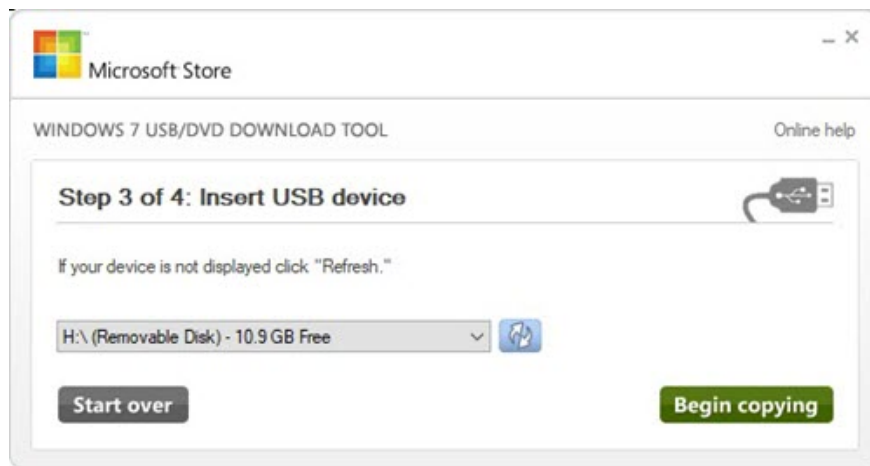 Microsoft Store
WINDOWS 7 USB/DVD DOWNLOAD TOOL
Online help
Step 3 of 4: Insert USB device
If your device is not displayed click "Refresh."
H:\ (Removable Disk) - 10.9 GB Free
Start over
Begin copying